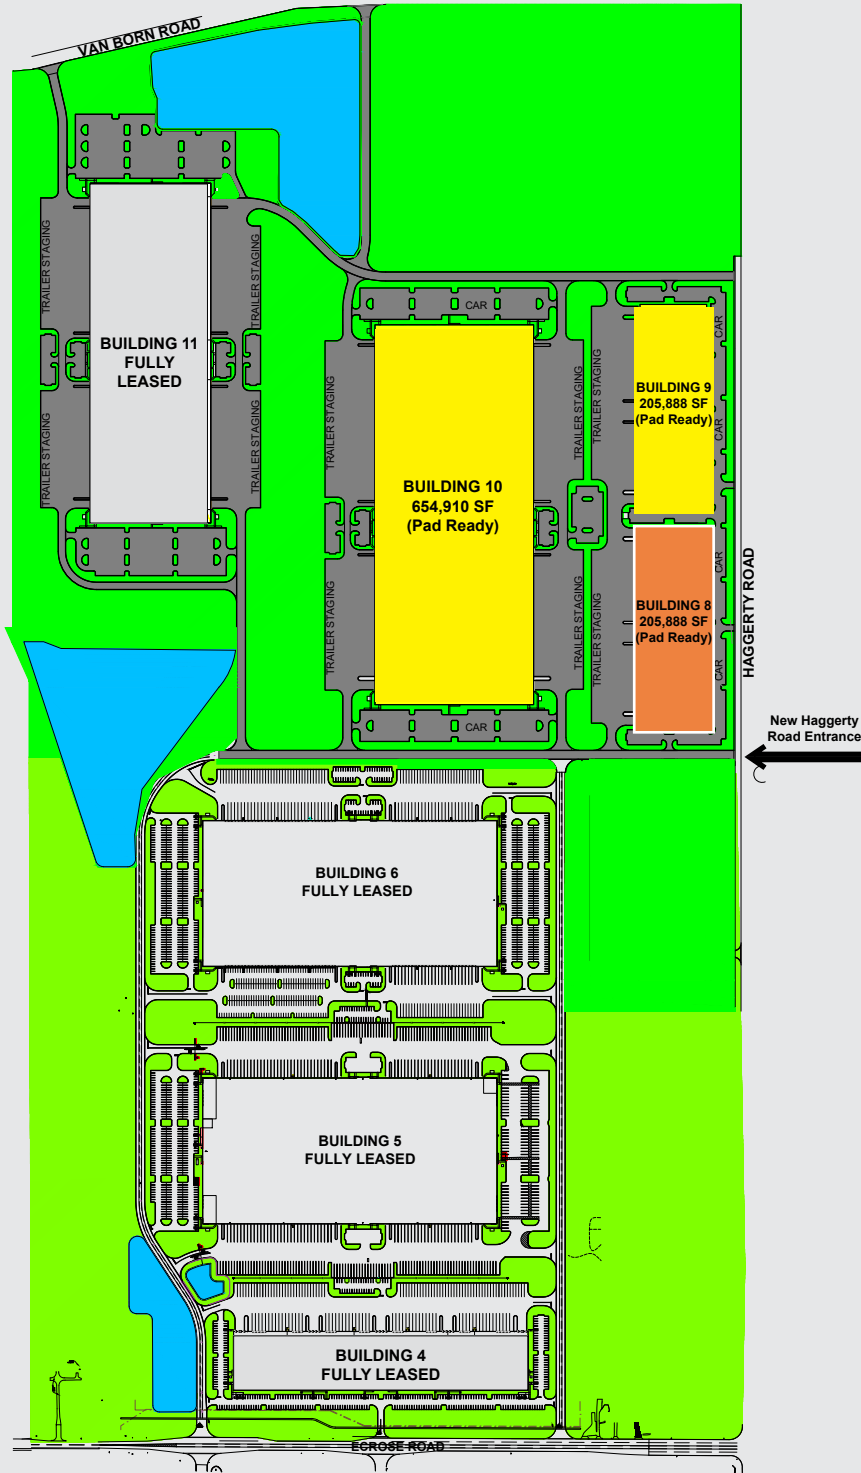 VAN BORN ROAD
TRAILER STAGING
TRAILER STAGING
BUILDING 11
FULLY
LEASED
TRAILER STAGING
TRAILER STAGING
CAR
TRAILER STAGING
TRAILER STAGING
TRAILER STAGING
CAR
BUILDING 9
205,888 SF
(Pad Ready)
CAR
BUILDING 10
654,910 SF
(Pad Ready)
TRAILER STAGING
TRAILER STAGING
TRAILER STAGING
CAR
BUILDING 8
205,888 SF
(Pad Ready)
CAR
HAGGERTY ROAD
CAR
New Haggerty
Road Entrance
BUILDING 6
FULLY LEASED
BUILDING 5
FULLY LEASED
BUILDING 4
FULLY LEASED
ECROSE ROAD